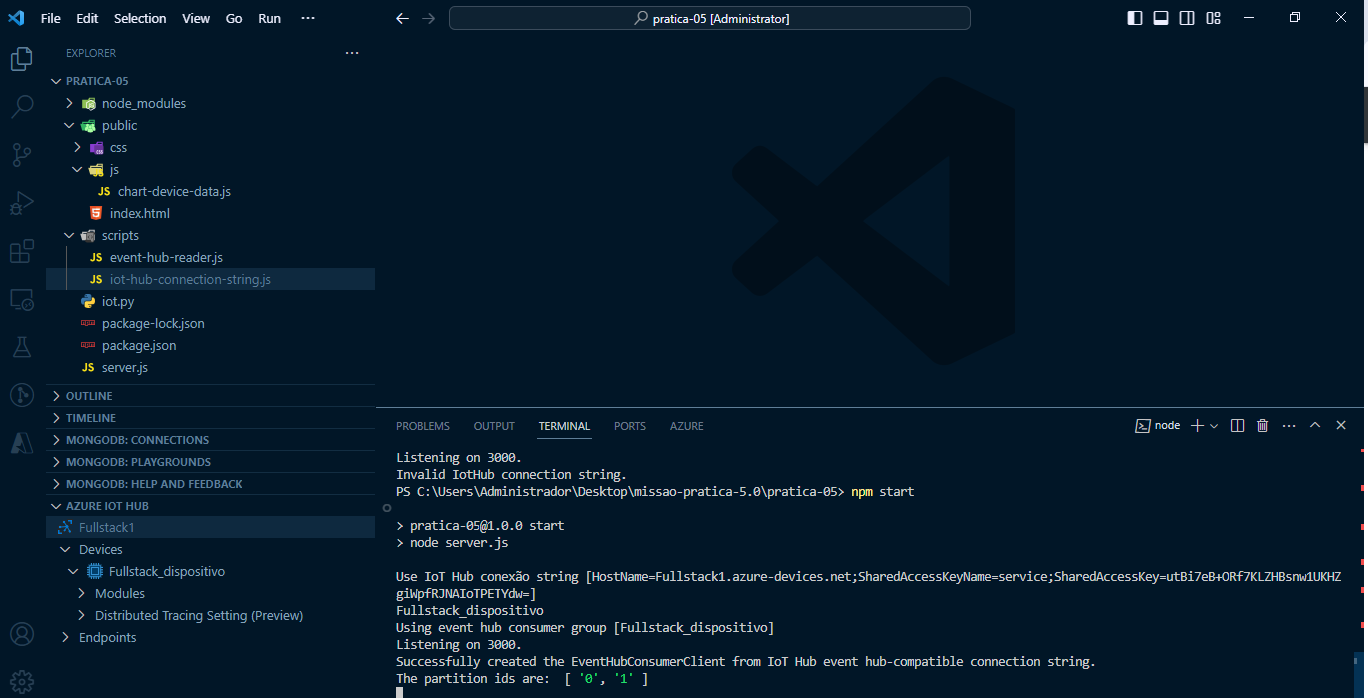 File Edit Selection View Go Run ...
pratica-05 [Administrator]
EXPLORER
PRATICA-05
node_modules
public
css
js
JS chart-device-data.js
index.html
scripts
JS event-hub-reader.js
JS iot-hub-connection-string.js
iot.py
package-lock.json
package.json
JS server.js
OUTLINE
TIMELINE
MONGODB: CONNECTIONS
MONGODB: PLAYGROUNDS
MONGODB: HELP AND FEEDBACK
AZURE IOT HUB
Fullstack1
Devices
Fullstack_dispositivo
Modules
Distributed Tracing Setting (Preview)
Endpoints
PROBLEMS OUTPUT TERMINAL PORTS AZURE
node
Listening on 3000.
Invalid IotHub connection string.
PS C:\Users\Administrador\Desktop\missao-pratica-5.0\pratica-05> npm start
> pratica-05@1.0.0 start
> node server.js
Use IoT Hub conexão string [HostName=Fullstack1.azure-devices.net;SharedAccessKeyName=service;SharedAccessKey=utBi7eB+ORf7KLZHBsnw1UKHZ
giWpfRJNAIoTPETYdw=]
Fullstack_dispositivo
Using event hub consumer group [Fullstack_dispositivo]
Listening on 3000.
Successfully created the EventHubConsumerClient from IoT Hub event hub-compatible connection string.
The partition ids are:  [ '0', '1' ]